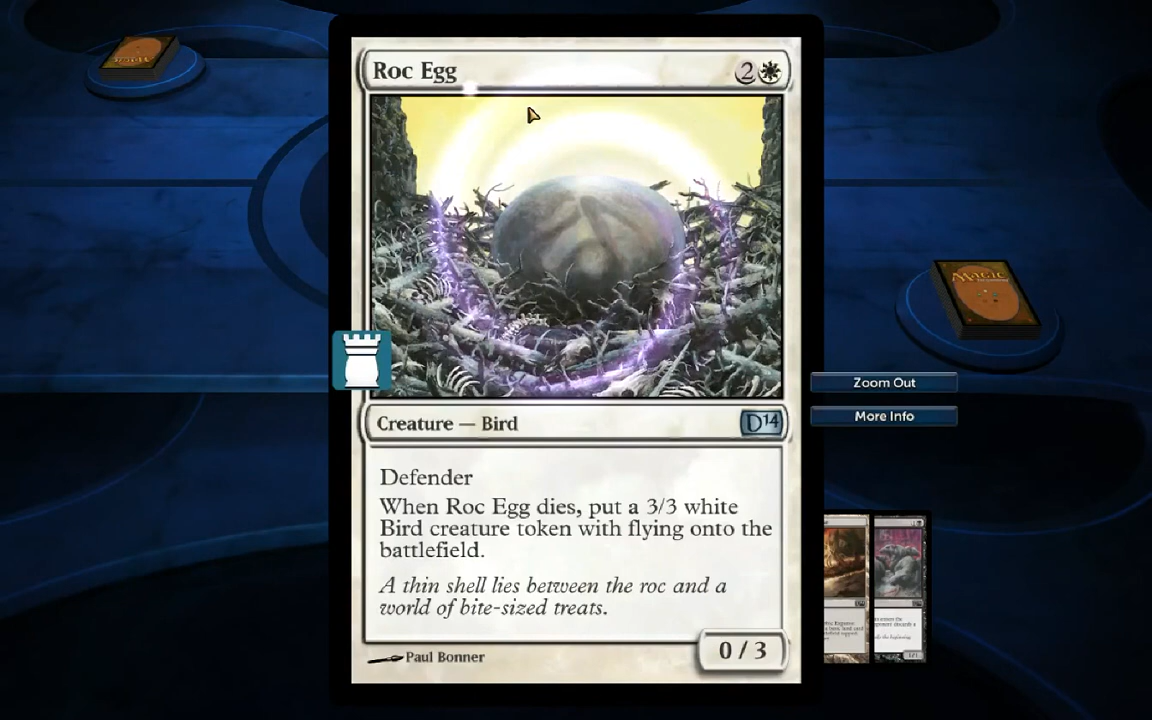 Roc Egg
2
Creature — Bird
D14
Defender
When Roc Egg dies, put a 3/3 white
Bird creature token with flying onto the
battlefield.
A thin shell lies between the roc and a
world of bite-sized treats.
0 / 3
Paul Bonner
Magic
Zoom Out
More Info